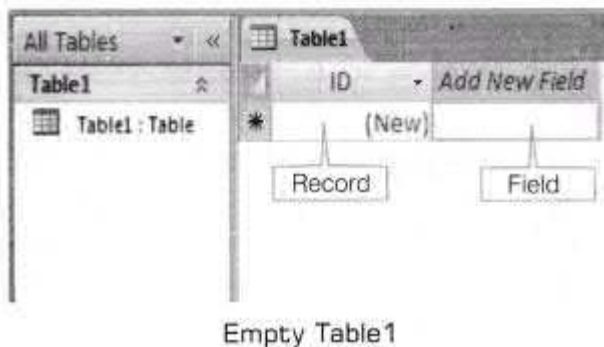 All Tables
Table1
Table1
ID
Add New Field
Table1 : Table
(New)
Record
Field
Empty Table1